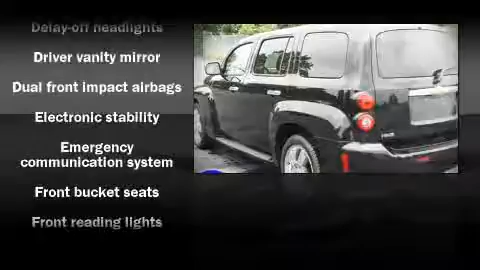 Delay-off headlights
Driver vanity mirror
Dual front impact airbags
Electronic stability
Emergency
communication system
Front bucket seats
Front reading lights